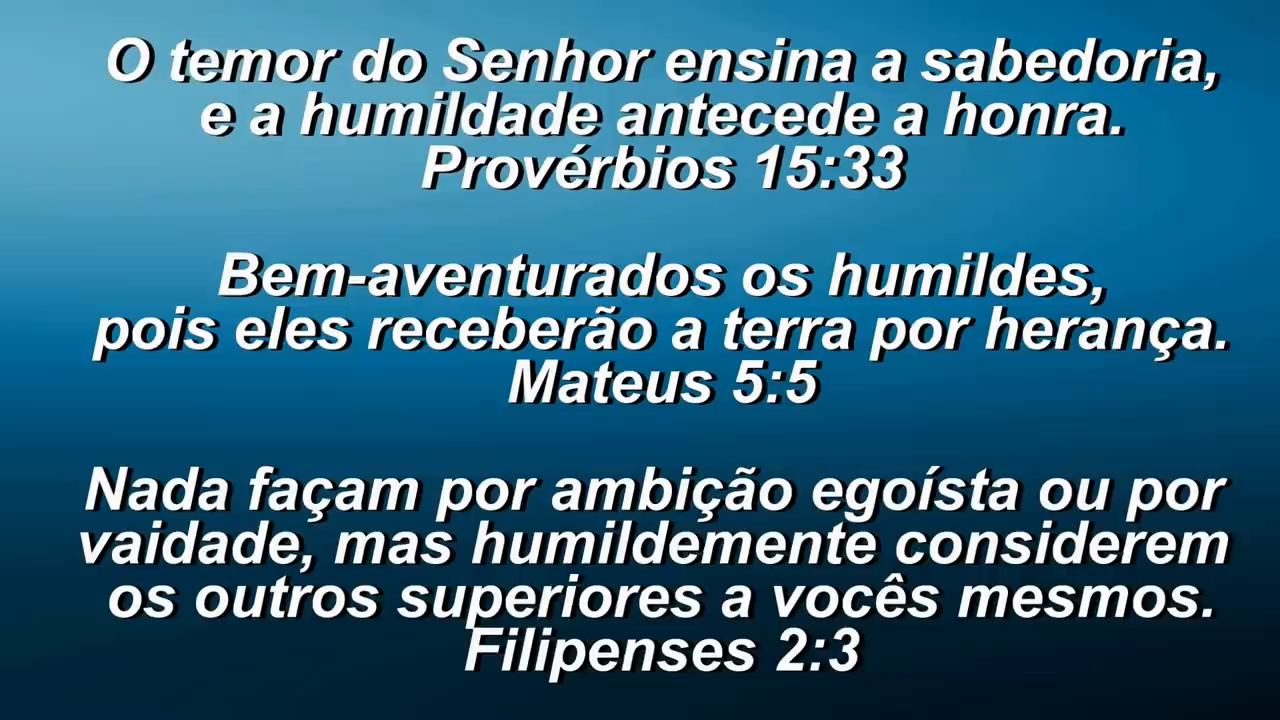 O temor do Senhor ensina a sabedoria,
e a humildade antecede a honra.
Provérbios 15:33
Bem-aventurados os humildes,
pois eles receberão a terra por herança.
Mateus 5:5
Nada façam por ambição egoísta ou por
vaidade, mas humildemente considerem
os outros superiores a vocês mesmos.
Filipenses 2:3